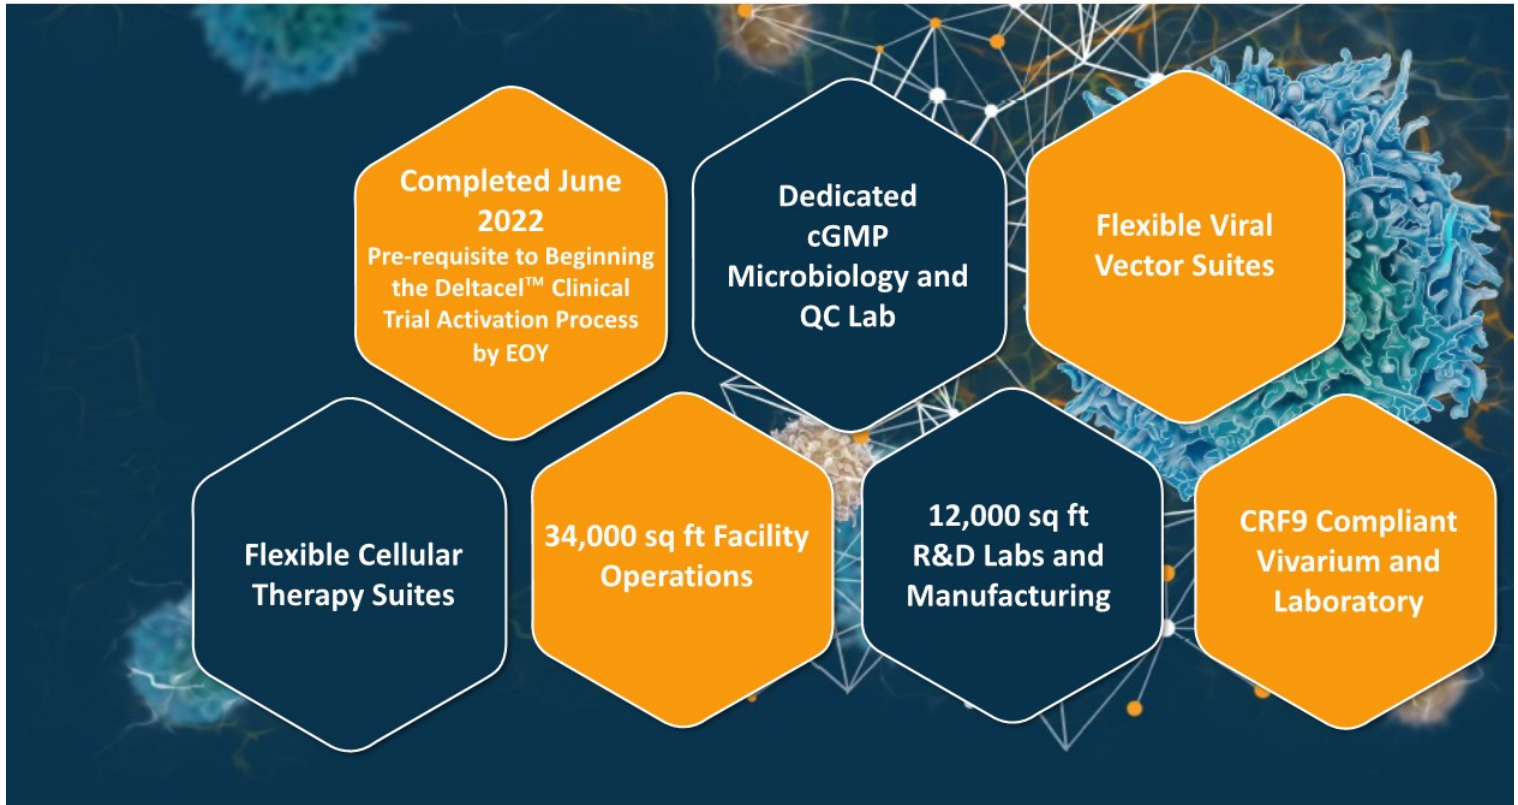 Completed June
2022
Pre-requisite to Beginning
the Deltacel™ Clinical
Trial Activation Process
by EOY
Dedicated
cGMP
Microbiology and
QC Lab
Flexible Viral
Vector Suites
Flexible Cellular
Therapy Suites
34,000 sq ft Facility
Operations
12,000 sq ft
R&D Labs and
Manufacturing
CRF9 Compliant
Vivarium and
Laboratory